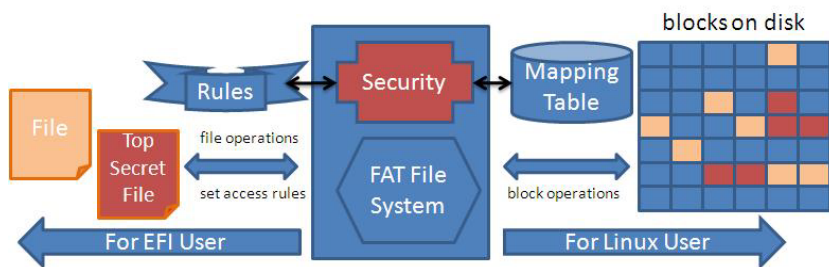 blocks on disk
Rules
Security
Mapping
Table
File
Top
Secret
File
file operations
set access rules
FAT File
System
block operations
For EFI User
For Linux User